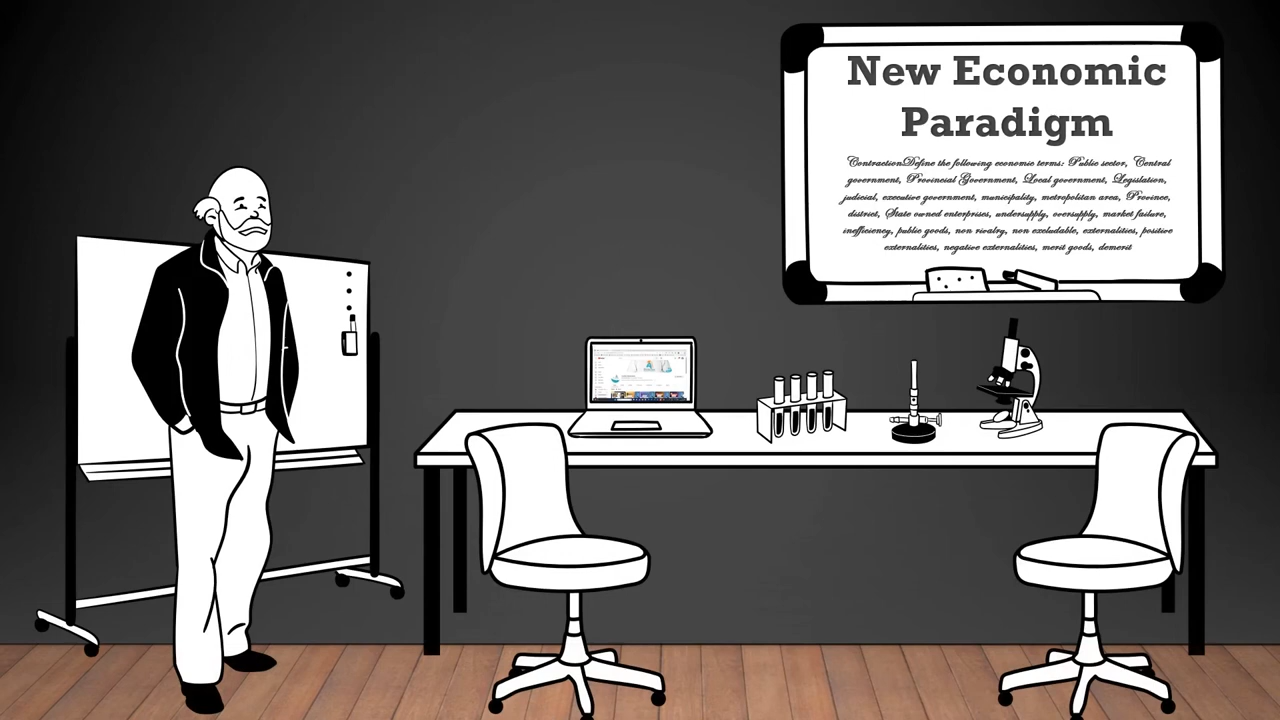 New Economic
Paradigm
ContractionDefine the following economic terms: Public sector, Central
government, Provincial Government, Local government, Legislation,
judicial, executive government, municipality, metropolitan area, Province,
district, State owned enterprises, undersupply, oversupply, market failure,
inefficiency, public goods, non rivalry, non excludable, externalities, positive
externalities, negative externalities, merit goods, demerit